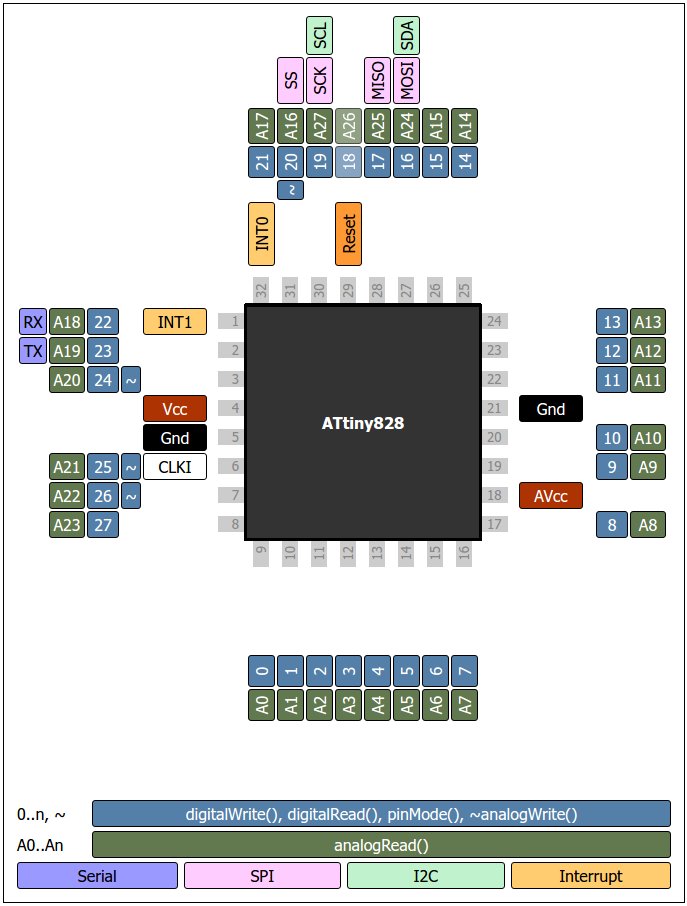 SCL SDA
SS SCK MISO MOSI
A17 A16 A27 A26 A25 A24 A15 A14
21 20 19 18 17 16 15 14
~
INT0 Reset
32 31 30 29 28 27 26 25
RX A18 22 INT1 1 24 13 A13
TX A19 23 2 23 12 A12
A20 24 ~ 3 22 11 A11
Vcc 4 21 Gnd
ATtiny828
Gnd 5 20 10 A10
A21 25 ~ CLKI 6 19 9 A9
A22 26 ~ 7 18 AVcc
A23 27 8 17 8 A8
9 10 11 12 13 14 15 16
0 1 2 3 4 5 6 7
A0 A1 A2 A3 A4 A5 A6 A7
0..n, ~ digitalWrite(), digitalRead(), pinMode(), ~analogWrite()
A0..An analogRead()
Serial SPI I2C Interrupt